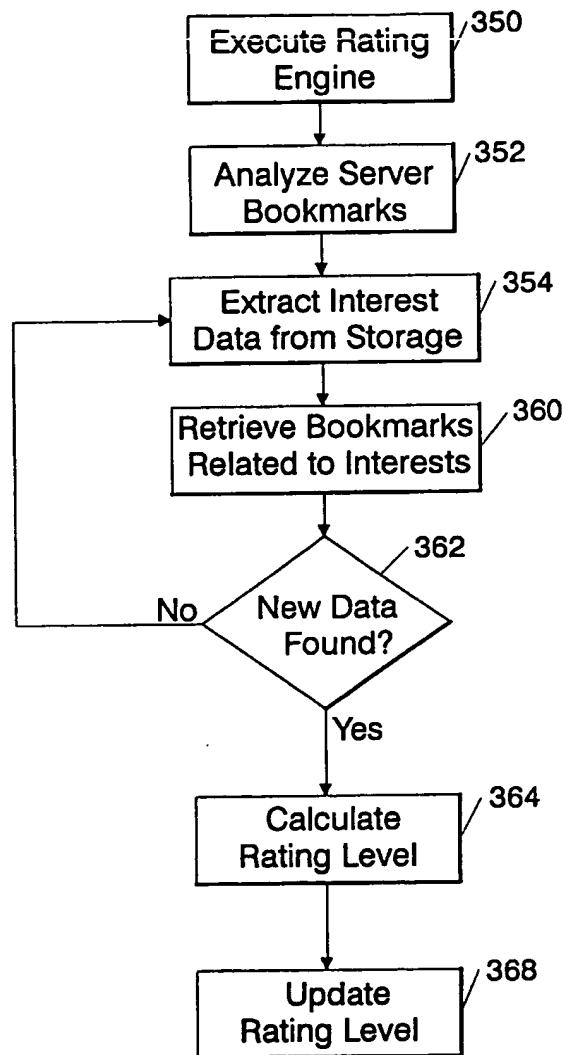 350
Execute Rating
Engine
352
Analyze Server
Bookmarks
354
Extract Interest
Data from Storage
360
Retrieve Bookmarks
Related to Interests
362
No
New Data
Found?
Yes
364
Calculate
Rating Level
368
Update
Rating Level